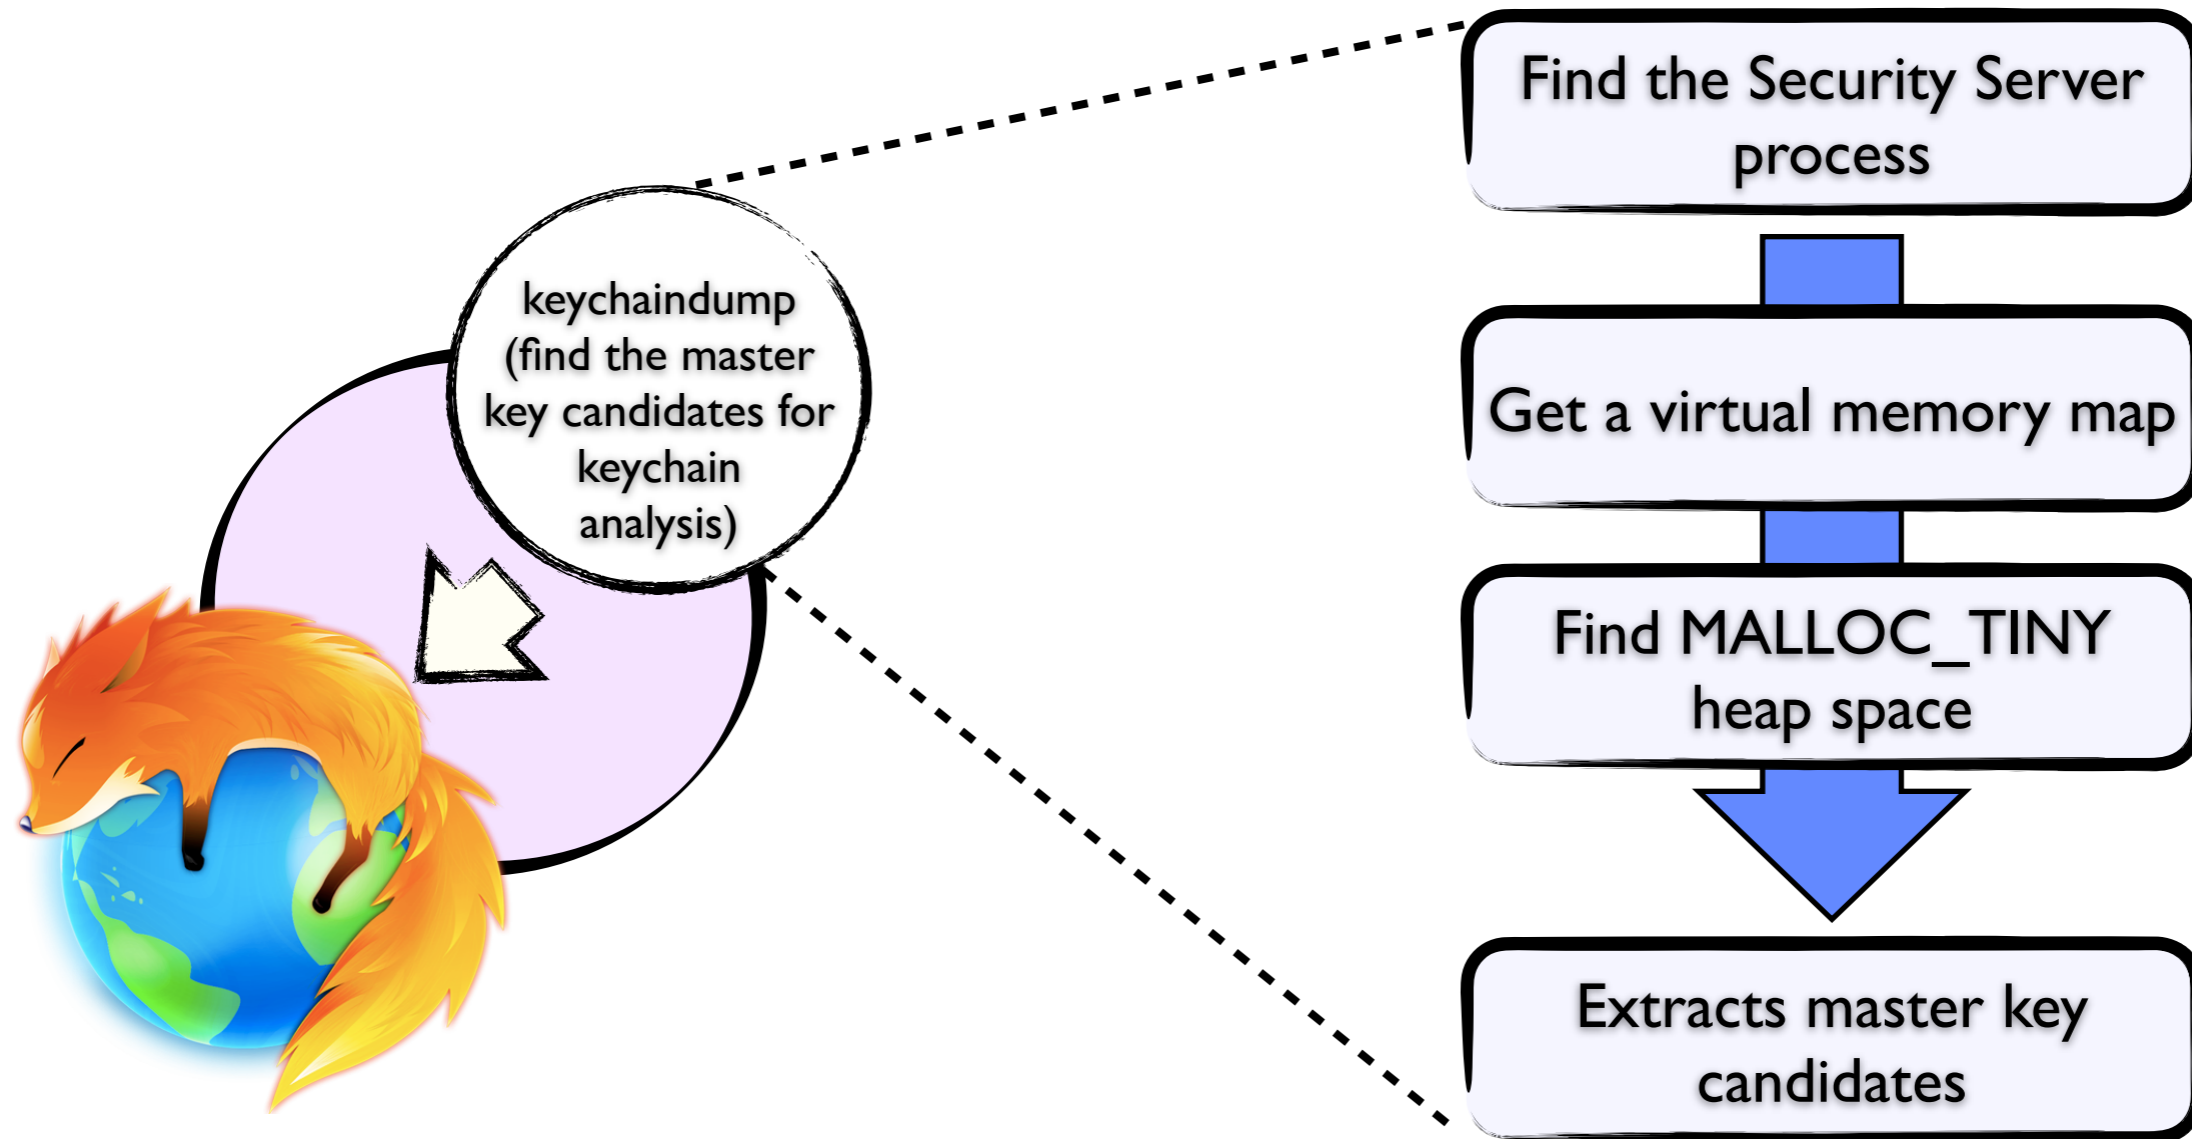 keychaindump
(find the master
key candidates for
keychain
analysis)
Find the Security Server
process
Get a virtual memory map
Find MALLOC_TINY
heap space
Extracts master key
candidates